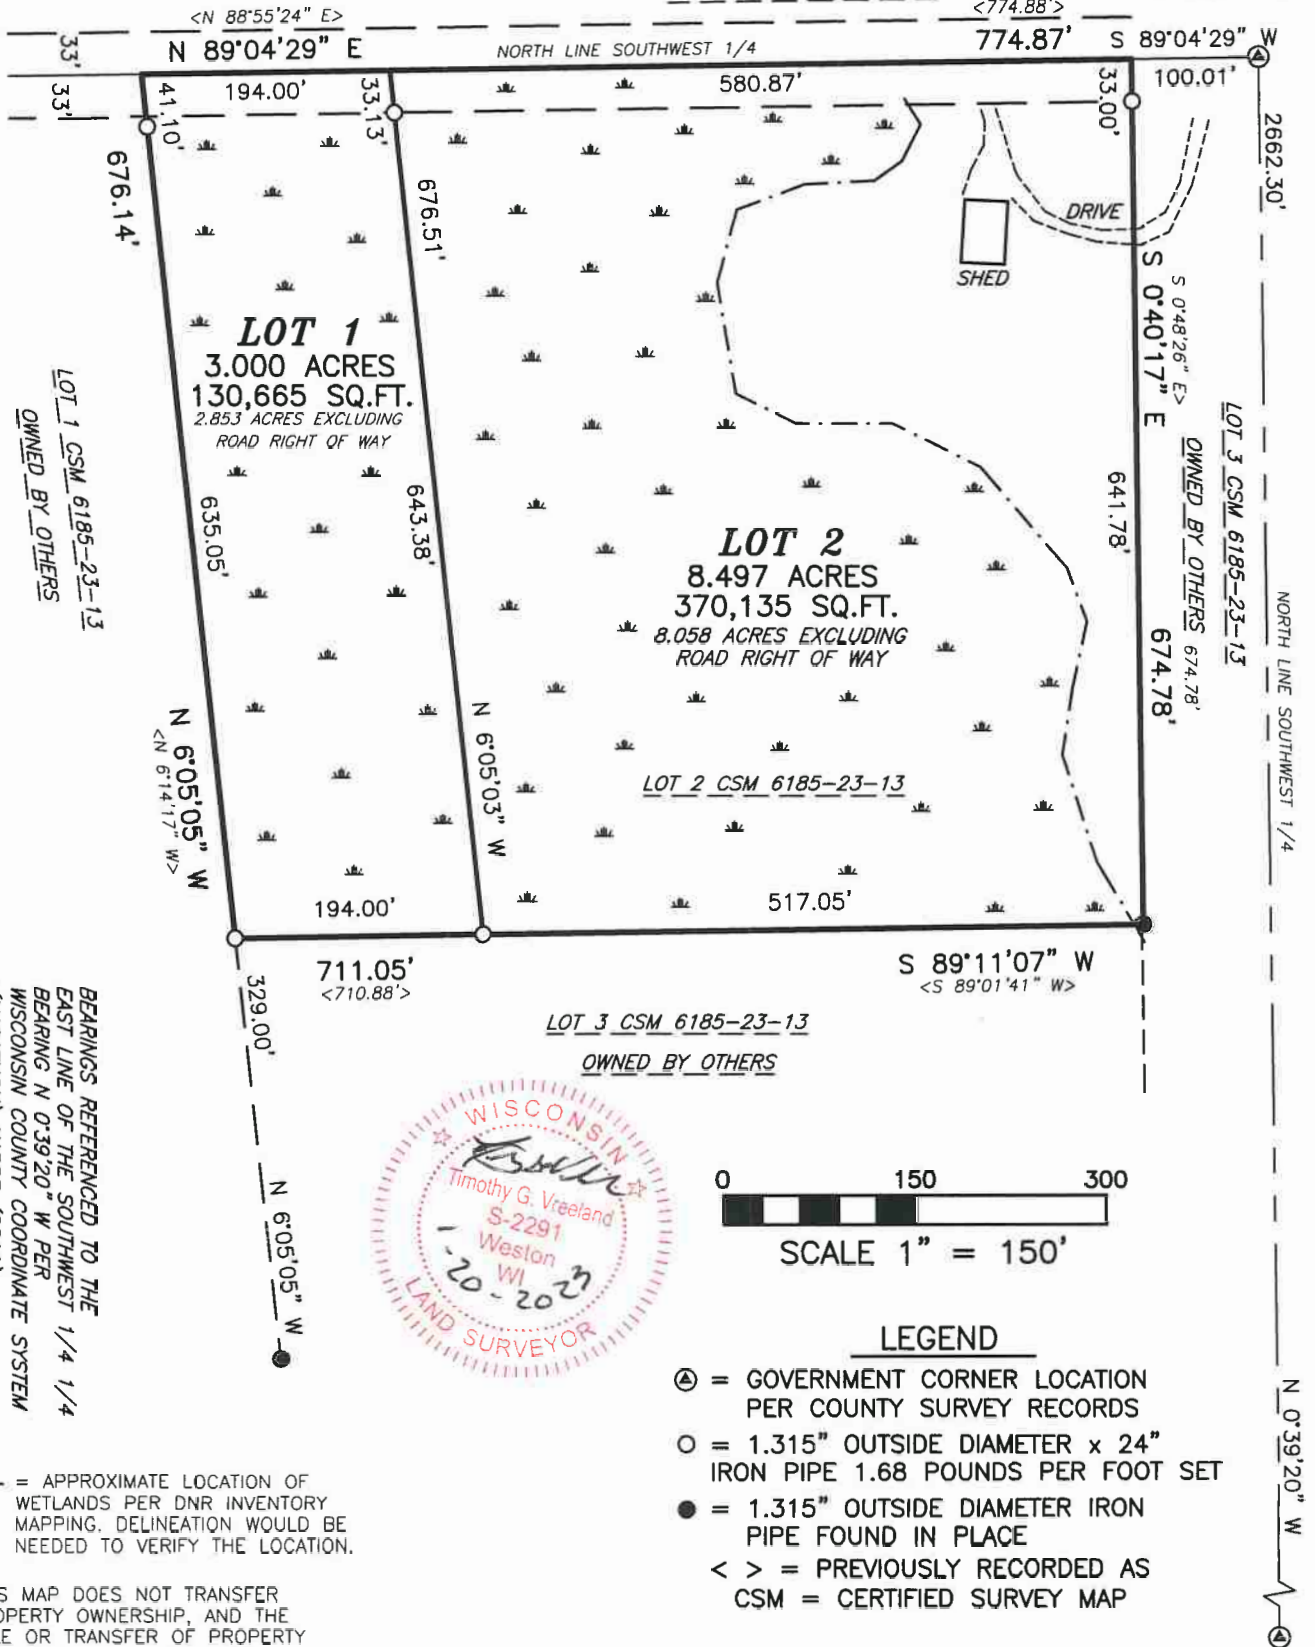 <N 88°55'24" E>
<774.88'>
N 89°04'29" E
NORTH LINE SOUTHWEST 1/4
774.87'
S 89°04'29" W
33'
33'
194.00'
580.87'
100.01'
41.10'
33.13'
33.00'
2662.30'
676.14'
676.51'
DRIVE
SHED
S 0°40'17" E
S 0°48'26" E>
LOT 1
3.000 ACRES
130,665 SQ.FT.
2.853 ACRES EXCLUDING
ROAD RIGHT OF WAY
LOT 1 CSM 6185-23-13
OWNED BY OTHERS
635.05'
643.38'
641.78'
LOT 3 CSM 6185-23-13
OWNED BY OTHERS
674.78'
674.78'
NORTH LINE SOUTHWEST 1/4
LOT 2
8.497 ACRES
370,135 SQ.FT.
8.058 ACRES EXCLUDING
ROAD RIGHT OF WAY
N 6°05'05" W
<N 6°14'17" W>
N 6°05'03" W
LOT 2 CSM 6185-23-13
194.00'
517.05'
711.05'
<710.88'>
S 89°11'07" W
<S 89°01'41" W>
329.00'
N 6°05'05" W
LOT 3 CSM 6185-23-13
OWNED BY OTHERS
BEARINGS REFERENCED TO THE
EAST LINE OF THE SOUTHWEST 1/4 1/4
BEARING N 0°39'20" W PER
WISCONSIN COUNTY COORDINATE SYSTEM
WISCONSIN
Timothy G. Vreeland
S-2291
Weston
WI
1-20-2023
LAND SURVEYOR
0 150 300
SCALE 1" = 150'
N 0°39'20" W
LEGEND
= GOVERNMENT CORNER LOCATION
PER COUNTY SURVEY RECORDS
= 1.315" OUTSIDE DIAMETER x 24"
IRON PIPE 1.68 POUNDS PER FOOT SET
= 1.315" OUTSIDE DIAMETER IRON
PIPE FOUND IN PLACE
< > = PREVIOUSLY RECORDED AS
CSM = CERTIFIED SURVEY MAP
= APPROXIMATE LOCATION OF
WETLANDS PER DNR INVENTORY
MAPPING. DELINEATION WOULD BE
NEEDED TO VERIFY THE LOCATION.
S MAP DOES NOT TRANSFER
OPERTY OWNERSHIP, AND THE
E OR TRANSFER OF PROPERTY